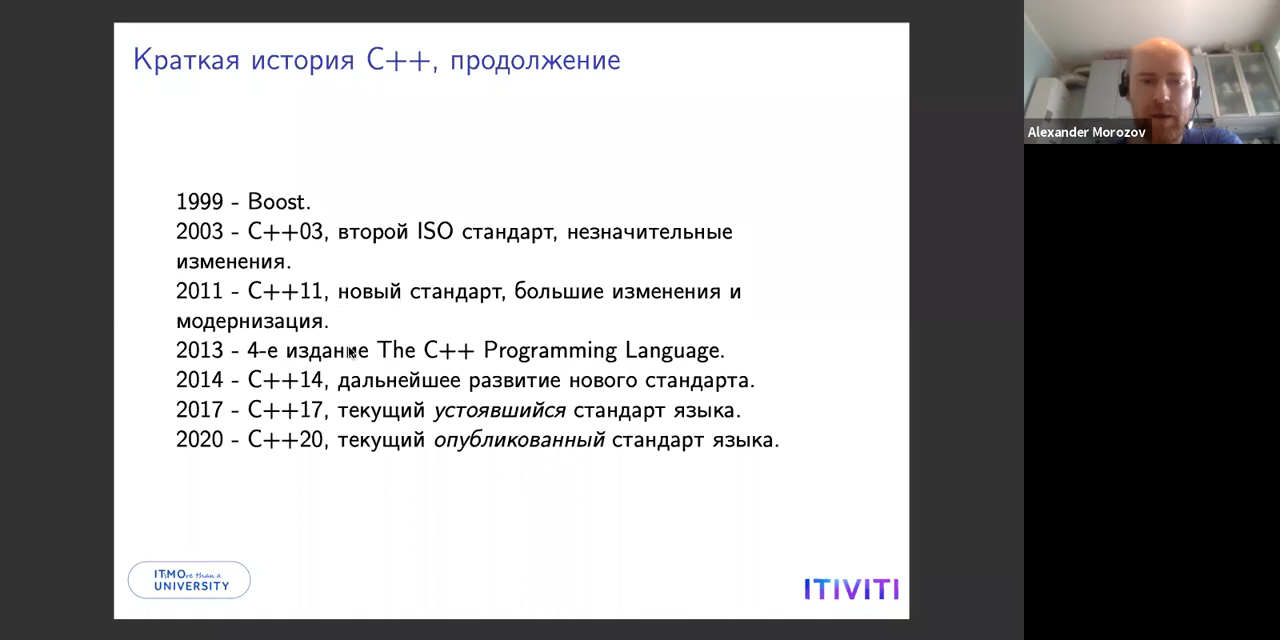 Краткая история C++, продолжение
1999 - Boost.
2003 - C++03, второй ISO стандарт, незначительные
изменения.
2011 - C++11, новый стандарт, большие изменения и
модернизация.
2013 - 4-е издание The C++ Programming Language.
2014 - C++14, дальнейшее развитие нового стандарта.
2017 - C++17, текущий устоявшийся стандарт языка.
2020 - C++20, текущий опубликованный стандарт языка.
ITMOre than a
UNIVERSITY
ITIVITI
Alexander Morozov